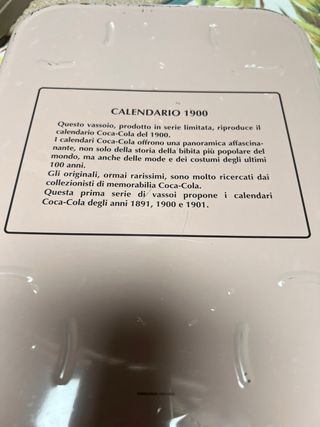 CALENDARIO 1900
Questo vassoio, prodotto in serie limitata, riproduce il
calendario Coca-Cola del 1900.
I calendari Coca-Cola offrono una panoramica affascina-
nante, non solo della storia della bibita più popolare del
mondo, ma anche delle mode e dei costumi degli ultimi
100 anni.
Gli originali, ormai rarissimi, sono molto ricercati dai
collezionisti di memorabilia Coca-Cola.
Questa prima serie di vassoi propone i calendari
Coca-Cola degli anni 1891, 1900 e 1901.